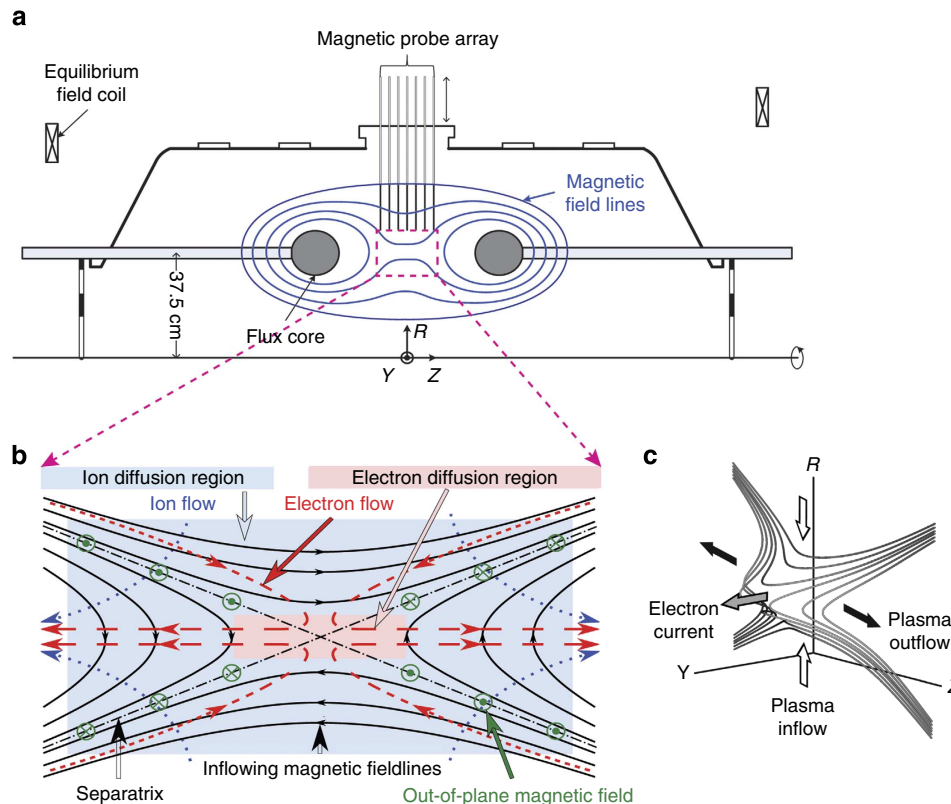 a
Magnetic probe array
Equilibrium
field coil
Magnetic
field lines
37.5 cm
Flux core
R
Y
Z
b
Ion diffusion region
Electron diffusion region
Ion flow
Electron flow
Inflowing magnetic fieldlines
Separatrix
Out-of-plane magnetic field
c
R
Electron
current
Plasma
outflow
Y
Z
Plasma
inflow